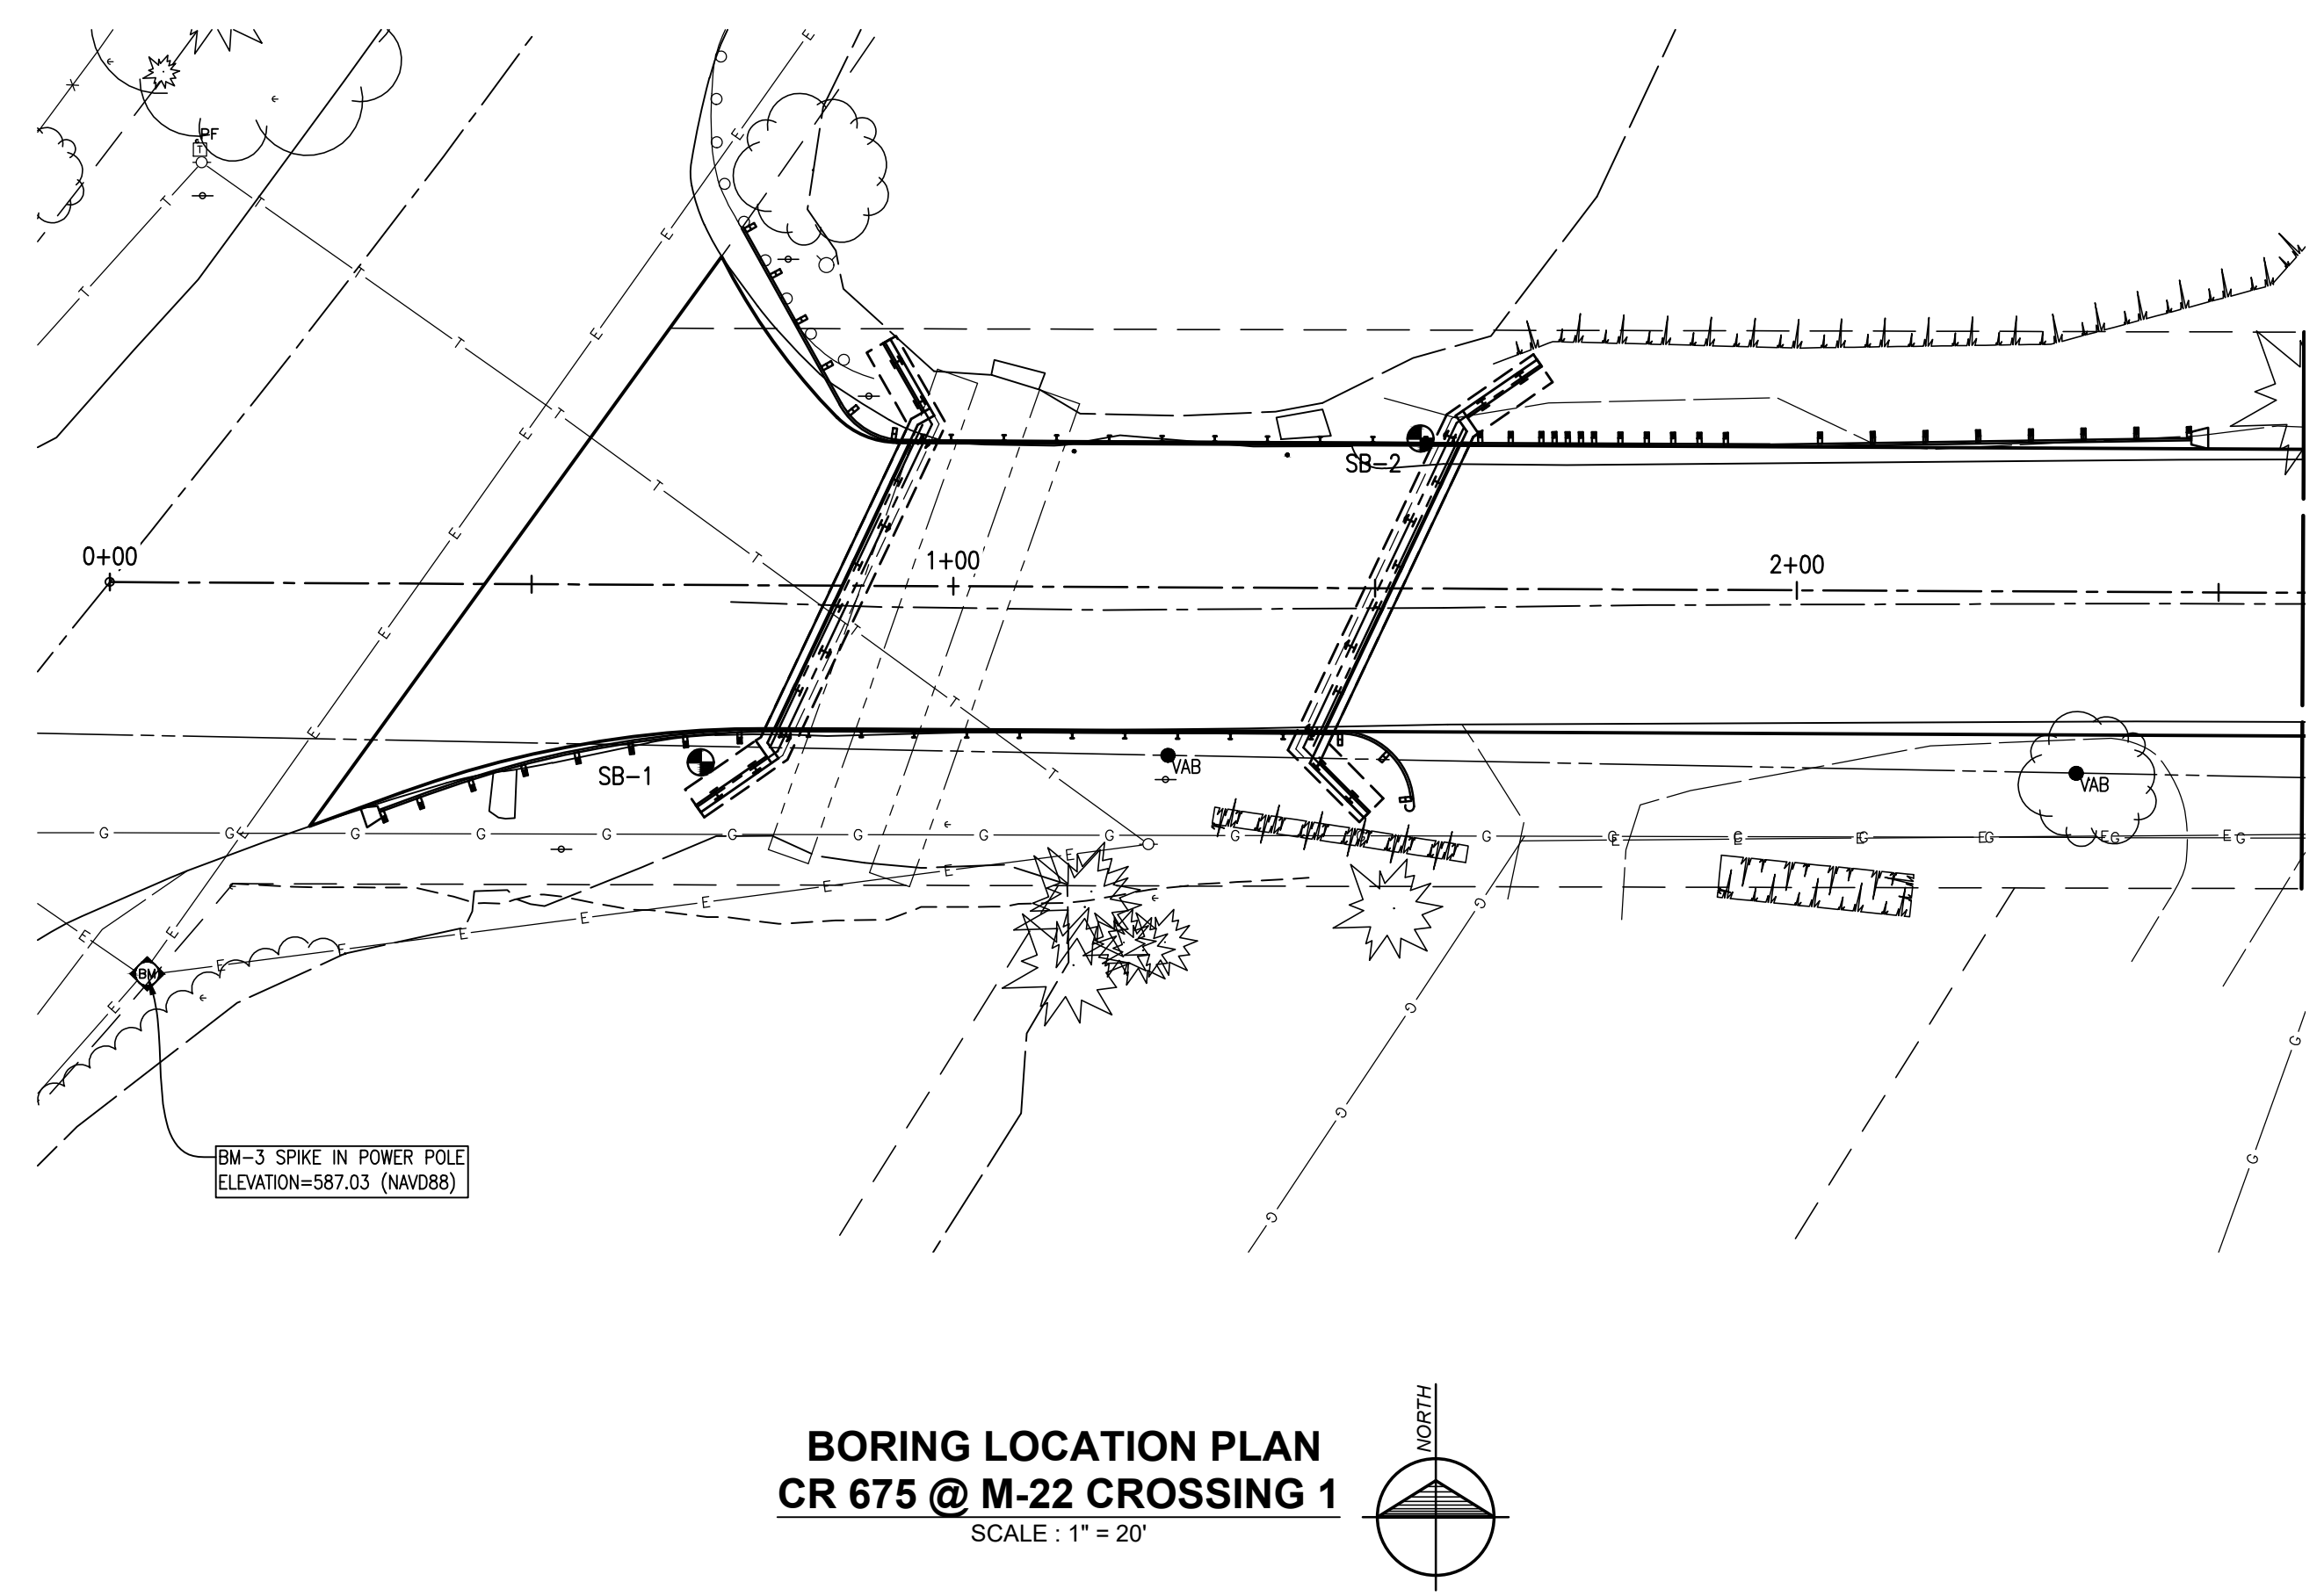 PF
T
SB-2
0+00
1+00
2+00
SB-1
VAB
VAB
BM
BM-3 SPIKE IN POWER POLE
ELEVATION=587.03 (NAVD88)
NORTH
BORING LOCATION PLAN
CR 675 @ M-22 CROSSING 1
SCALE : 1" = 20'